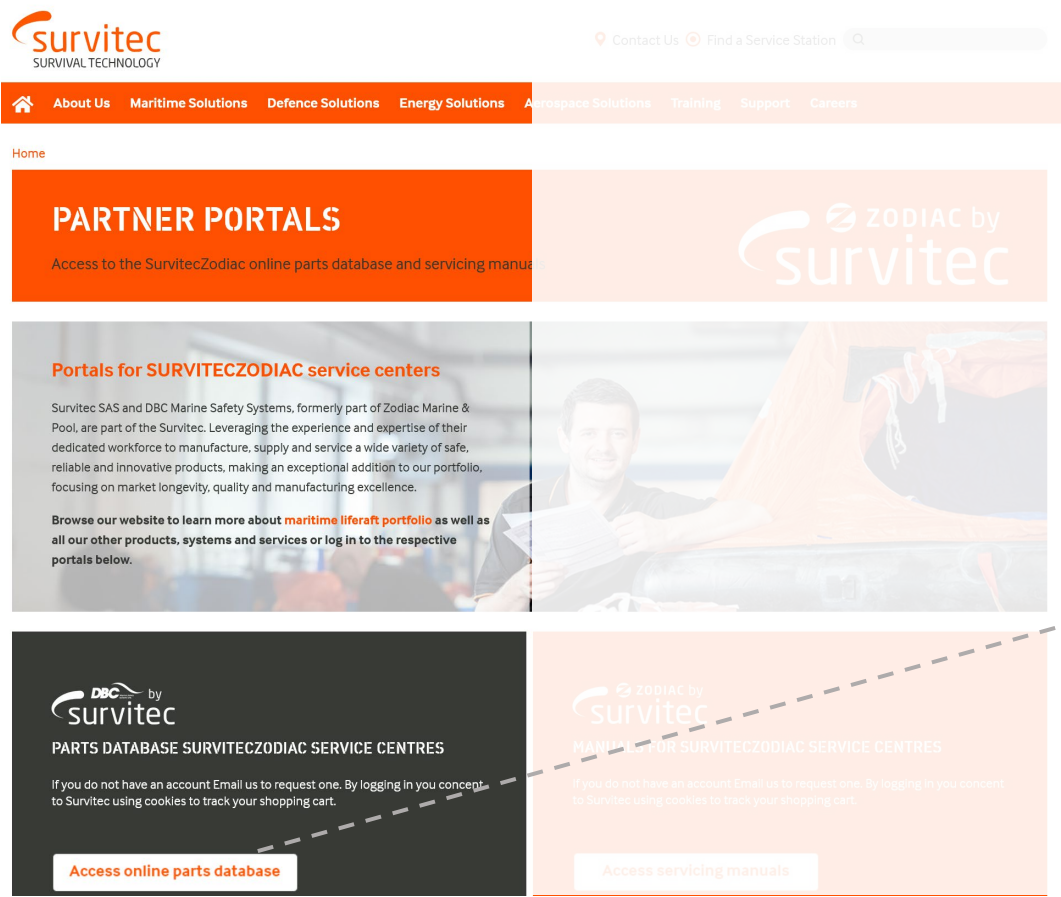 survitec
SURVIVAL TECHNOLOGY
Contact Us Find a Service Station
About Us Maritime Solutions Defence Solutions Energy Solutions Aerospace Solutions Training Support Careers
Home
PARTNER PORTALS
Access to the SurvitecZodiac online parts database and servicing manuals
ZODIAC by
survitec
Portals for SURVITECZODIAC service centers
Survitec SAS and DBC Marine Safety Systems, formerly part of Zodiac Marine &
Pool, are part of the Survitec. Leveraging the experience and expertise of their
dedicated workforce to manufacture, supply and service a wide variety of safe,
reliable and innovative products, making an exceptional addition to our portfolio,
focusing on market longevity, quality and manufacturing excellence.
Browse our website to learn more about maritime liferaft portfolio as well as
all our other products, systems and services or log in to the respective
portals below.
DBC by
survitec
PARTS DATABASE SURVITECZODIAC SERVICE CENTRES
If you do not have an account Email us to request one. By logging in you concent
to Survitec using cookies to track your shopping cart.
Access online parts database
ZODIAC by
survitec
MANUALS FOR SURVITECZODIAC SERVICE CENTRES
If you do not have an account Email us to request one. By logging in you concent
to Survitec using cookies to track your shopping cart.
Access servicing manuals